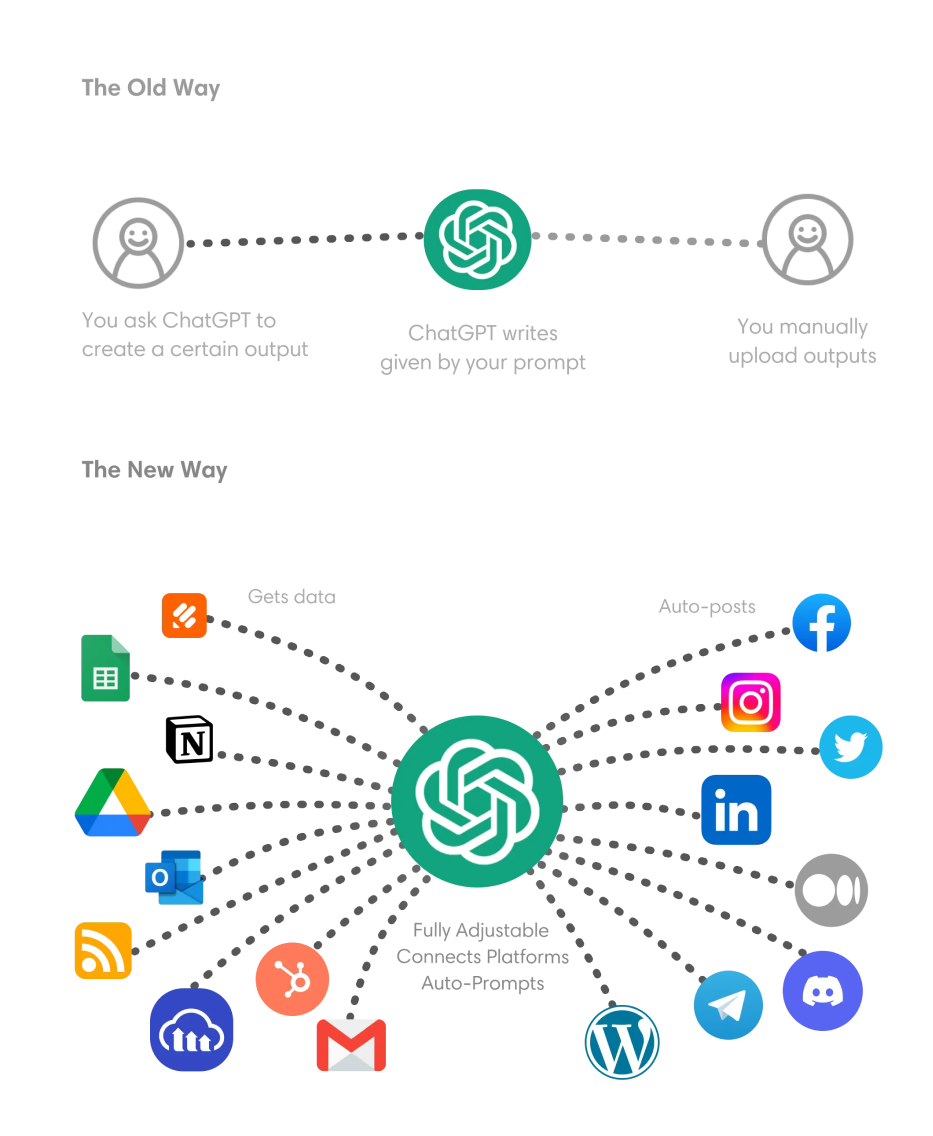 The Old Way
You ask ChatGPT to
create a certain output
ChatGPT writes
given by your prompt
You manually
upload outputs
The New Way
Gets data
Auto-posts
N
O
in
Fully Adjustable
Connects Platforms
Auto-Prompts
W